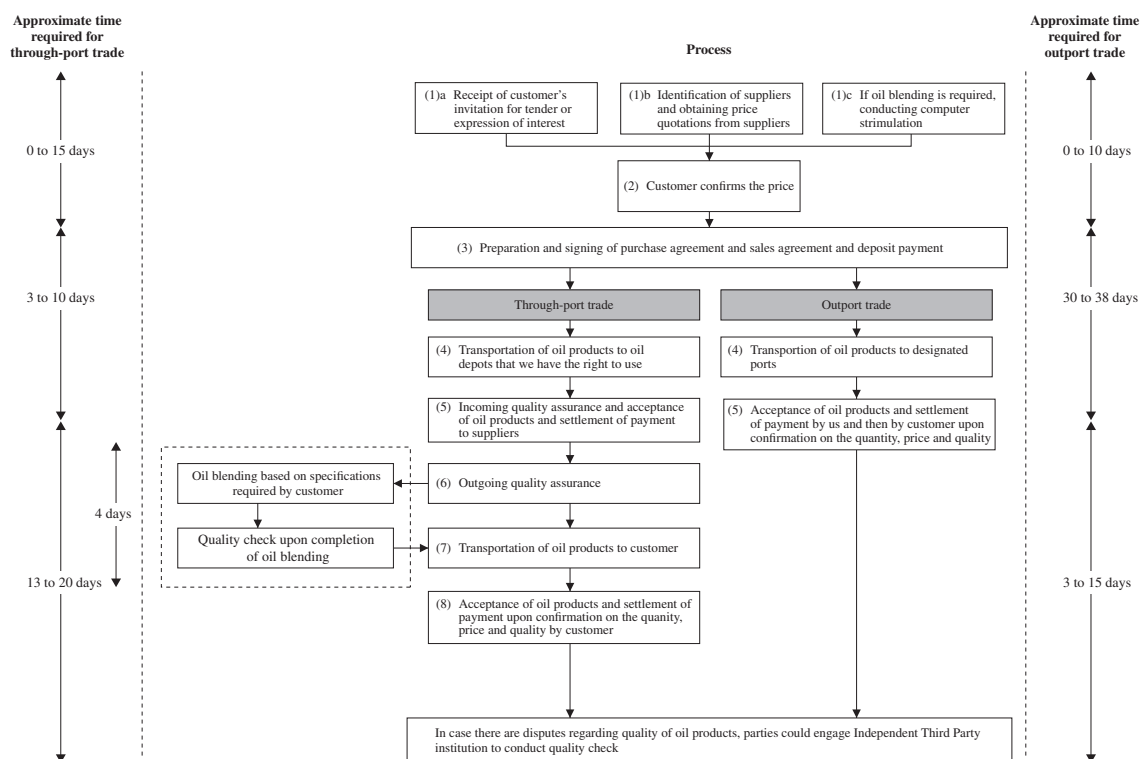 Approximate time
required for
through-port trade
Process
Approximate time
required for
outport trade
(1)a Receipt of customer's
invitation for tender or
expression of interest
(1)b Identification of suppliers
and obtaining price
quotations from suppliers
(1)c If oil blending is required,
conducting computer
strimulation
0 to 15 days
0 to 10 days
(2) Customer confirms the price
(3) Preparation and signing of purchase agreement and sales agreement and deposit payment
3 to 10 days
30 to 38 days
Through-port trade
Outport trade
(4) Transportation of oil products to oil
depots that we have the right to use
(4) Transportion of oil products to designated
ports
(5) Incoming quality assurance and acceptance
of oil products and settlement of payment
to suppliers
(5) Acceptance of oil products and settlement
of payment by us and then by customer upon
confirmation on the quantity, price and quality
Oil blending based on specifications
required by customer
(6) Outgoing quality assurance
4 days
Quality check upon completion
of oil blending
(7) Transportation of oil products to customer
13 to 20 days
3 to 15 days
(8) Acceptance of oil products and settlement of
payment upon confirmation on the quanity,
price and quality by customer
In case there are disputes regarding quality of oil products, parties could engage Independent Third Party
institution to conduct quality check